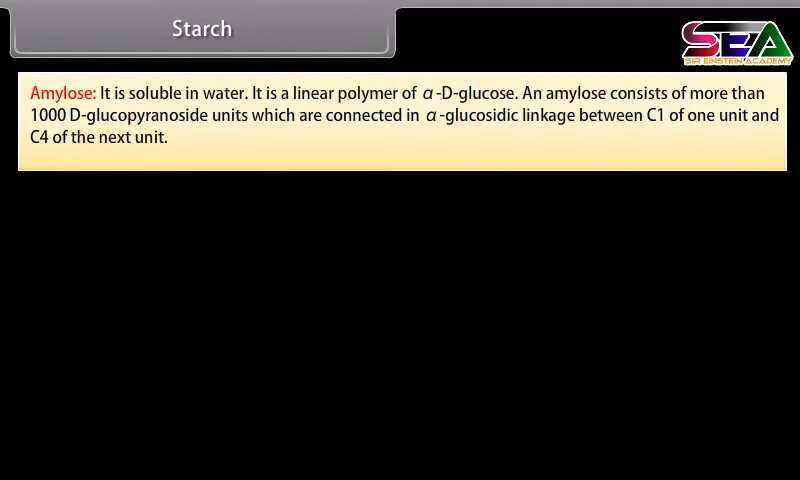 Starch
SEA
SIR EINSTEIN ACADEMY
Amylose: It is soluble in water. It is a linear polymer of α-D-glucose. An amylose consists of more than
1000 D-glucopyranoside units which are connected in α-glucosidic linkage between C1 of one unit and
C4 of the next unit.